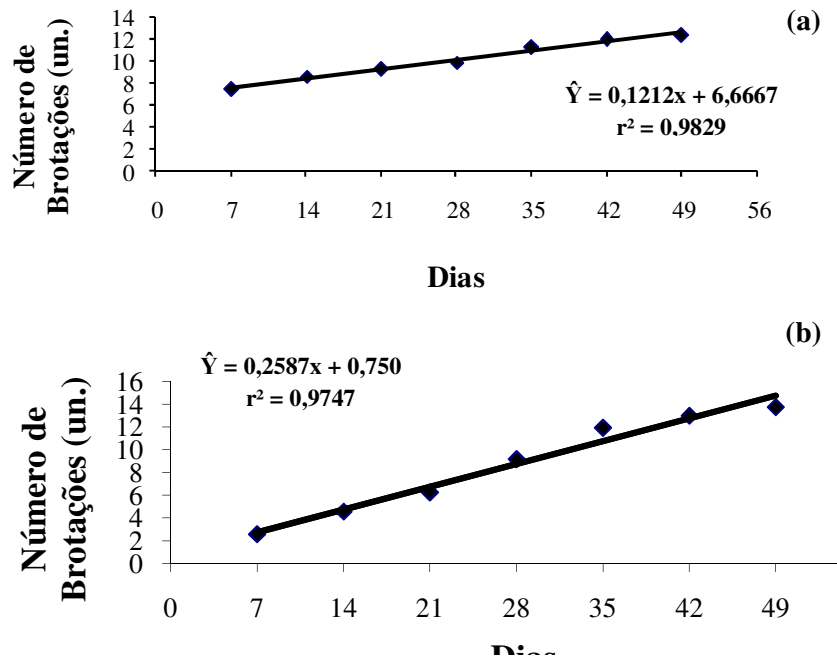 (a)
Número de
Brotações (un.)
14
12
10
8
6
4
2
0
Ŷ = 0,1212x + 6,6667
r² = 0,9829
0 7 14 21 28 35 42 49 56
Dias
(b)
Ŷ = 0,2587x + 0,750
r² = 0,9747
Número de
Brotações (un.)
16
14
12
10
8
6
4
2
0
0 7 14 21 28 35 42 49
Dias